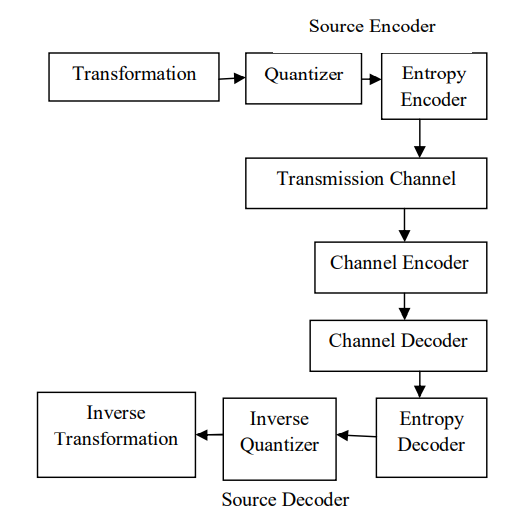 Source Encoder
Transformation
Quantizer
Entropy
Encoder
Transmission Channel
Channel Encoder
Channel Decoder
Inverse
Transformation
Inverse
Quantizer
Entropy
Decoder
Source Decoder